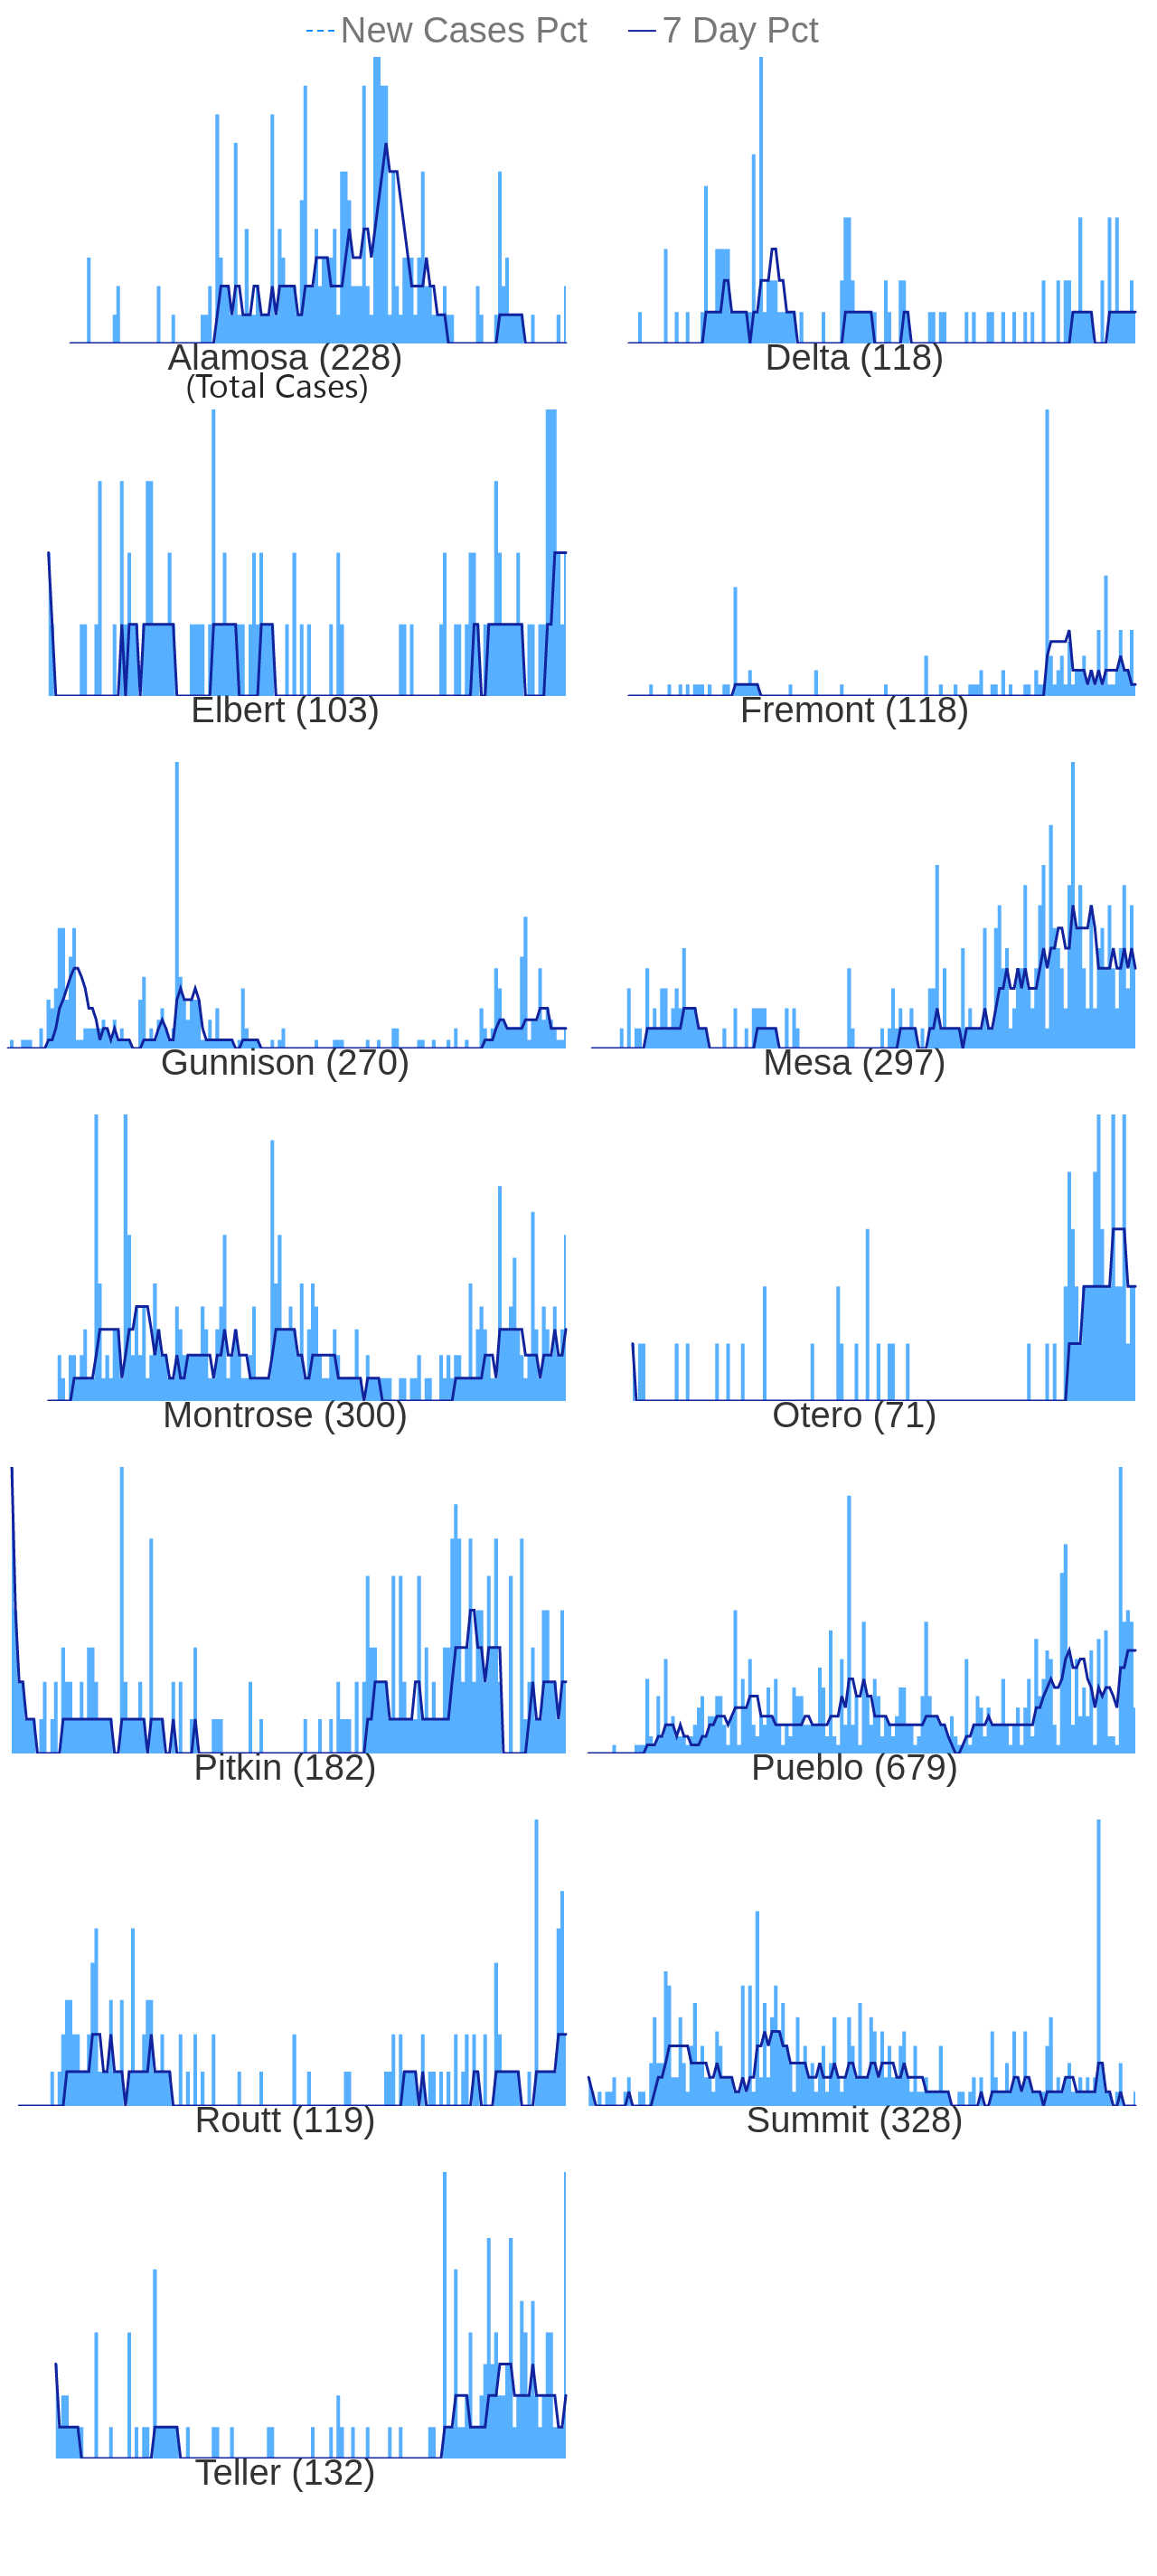 New Cases Pct 7 Day Pct
Alamosa (228) Delta (118)
(Total Cases)
Elbert (103) Fremont (118)
Gunnison (270) Mesa (297)
Montrose (300) Otero (71)
Pitkin (182) Pueblo (679)
Routt (119) Summit (328)
Teller (132)